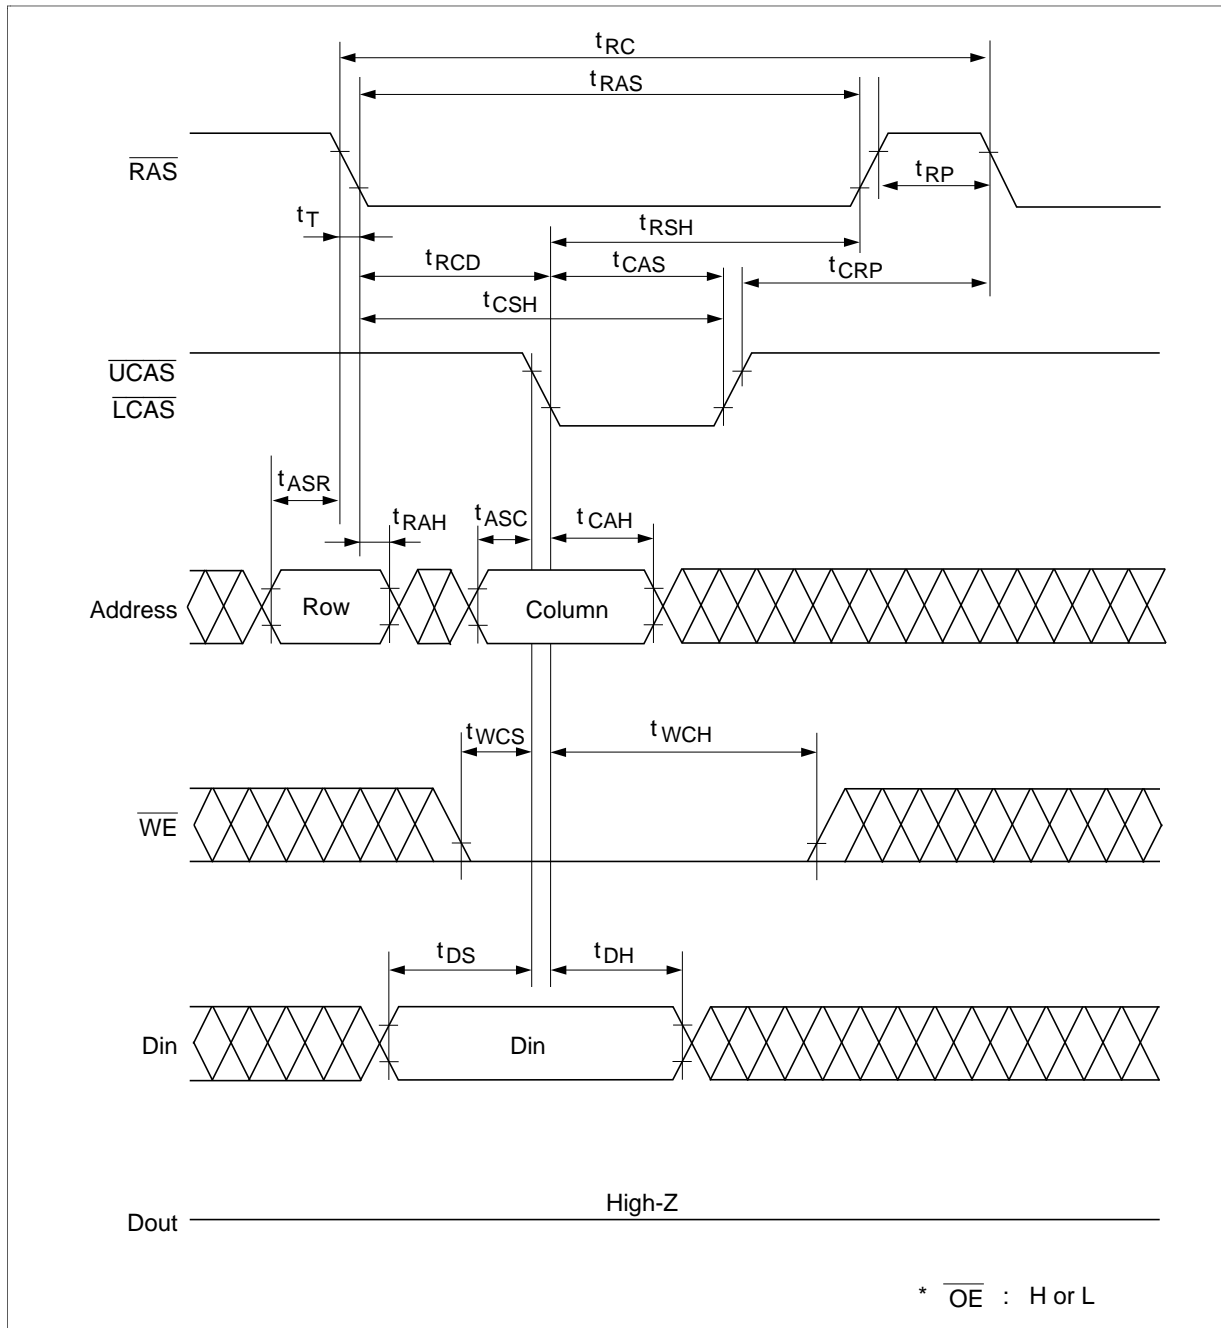 tRC
tRAS
RAS
tRP
tT
tRSH
tRCD
tCAS
tCRP
tCSH
UCAS
LCAS
tASR
tRAH
tASC
tCAH
Address
Row
Column
tWCS
tWCH
WE
tDS
tDH
Din
Din
High-Z
Dout
* OE : H or L